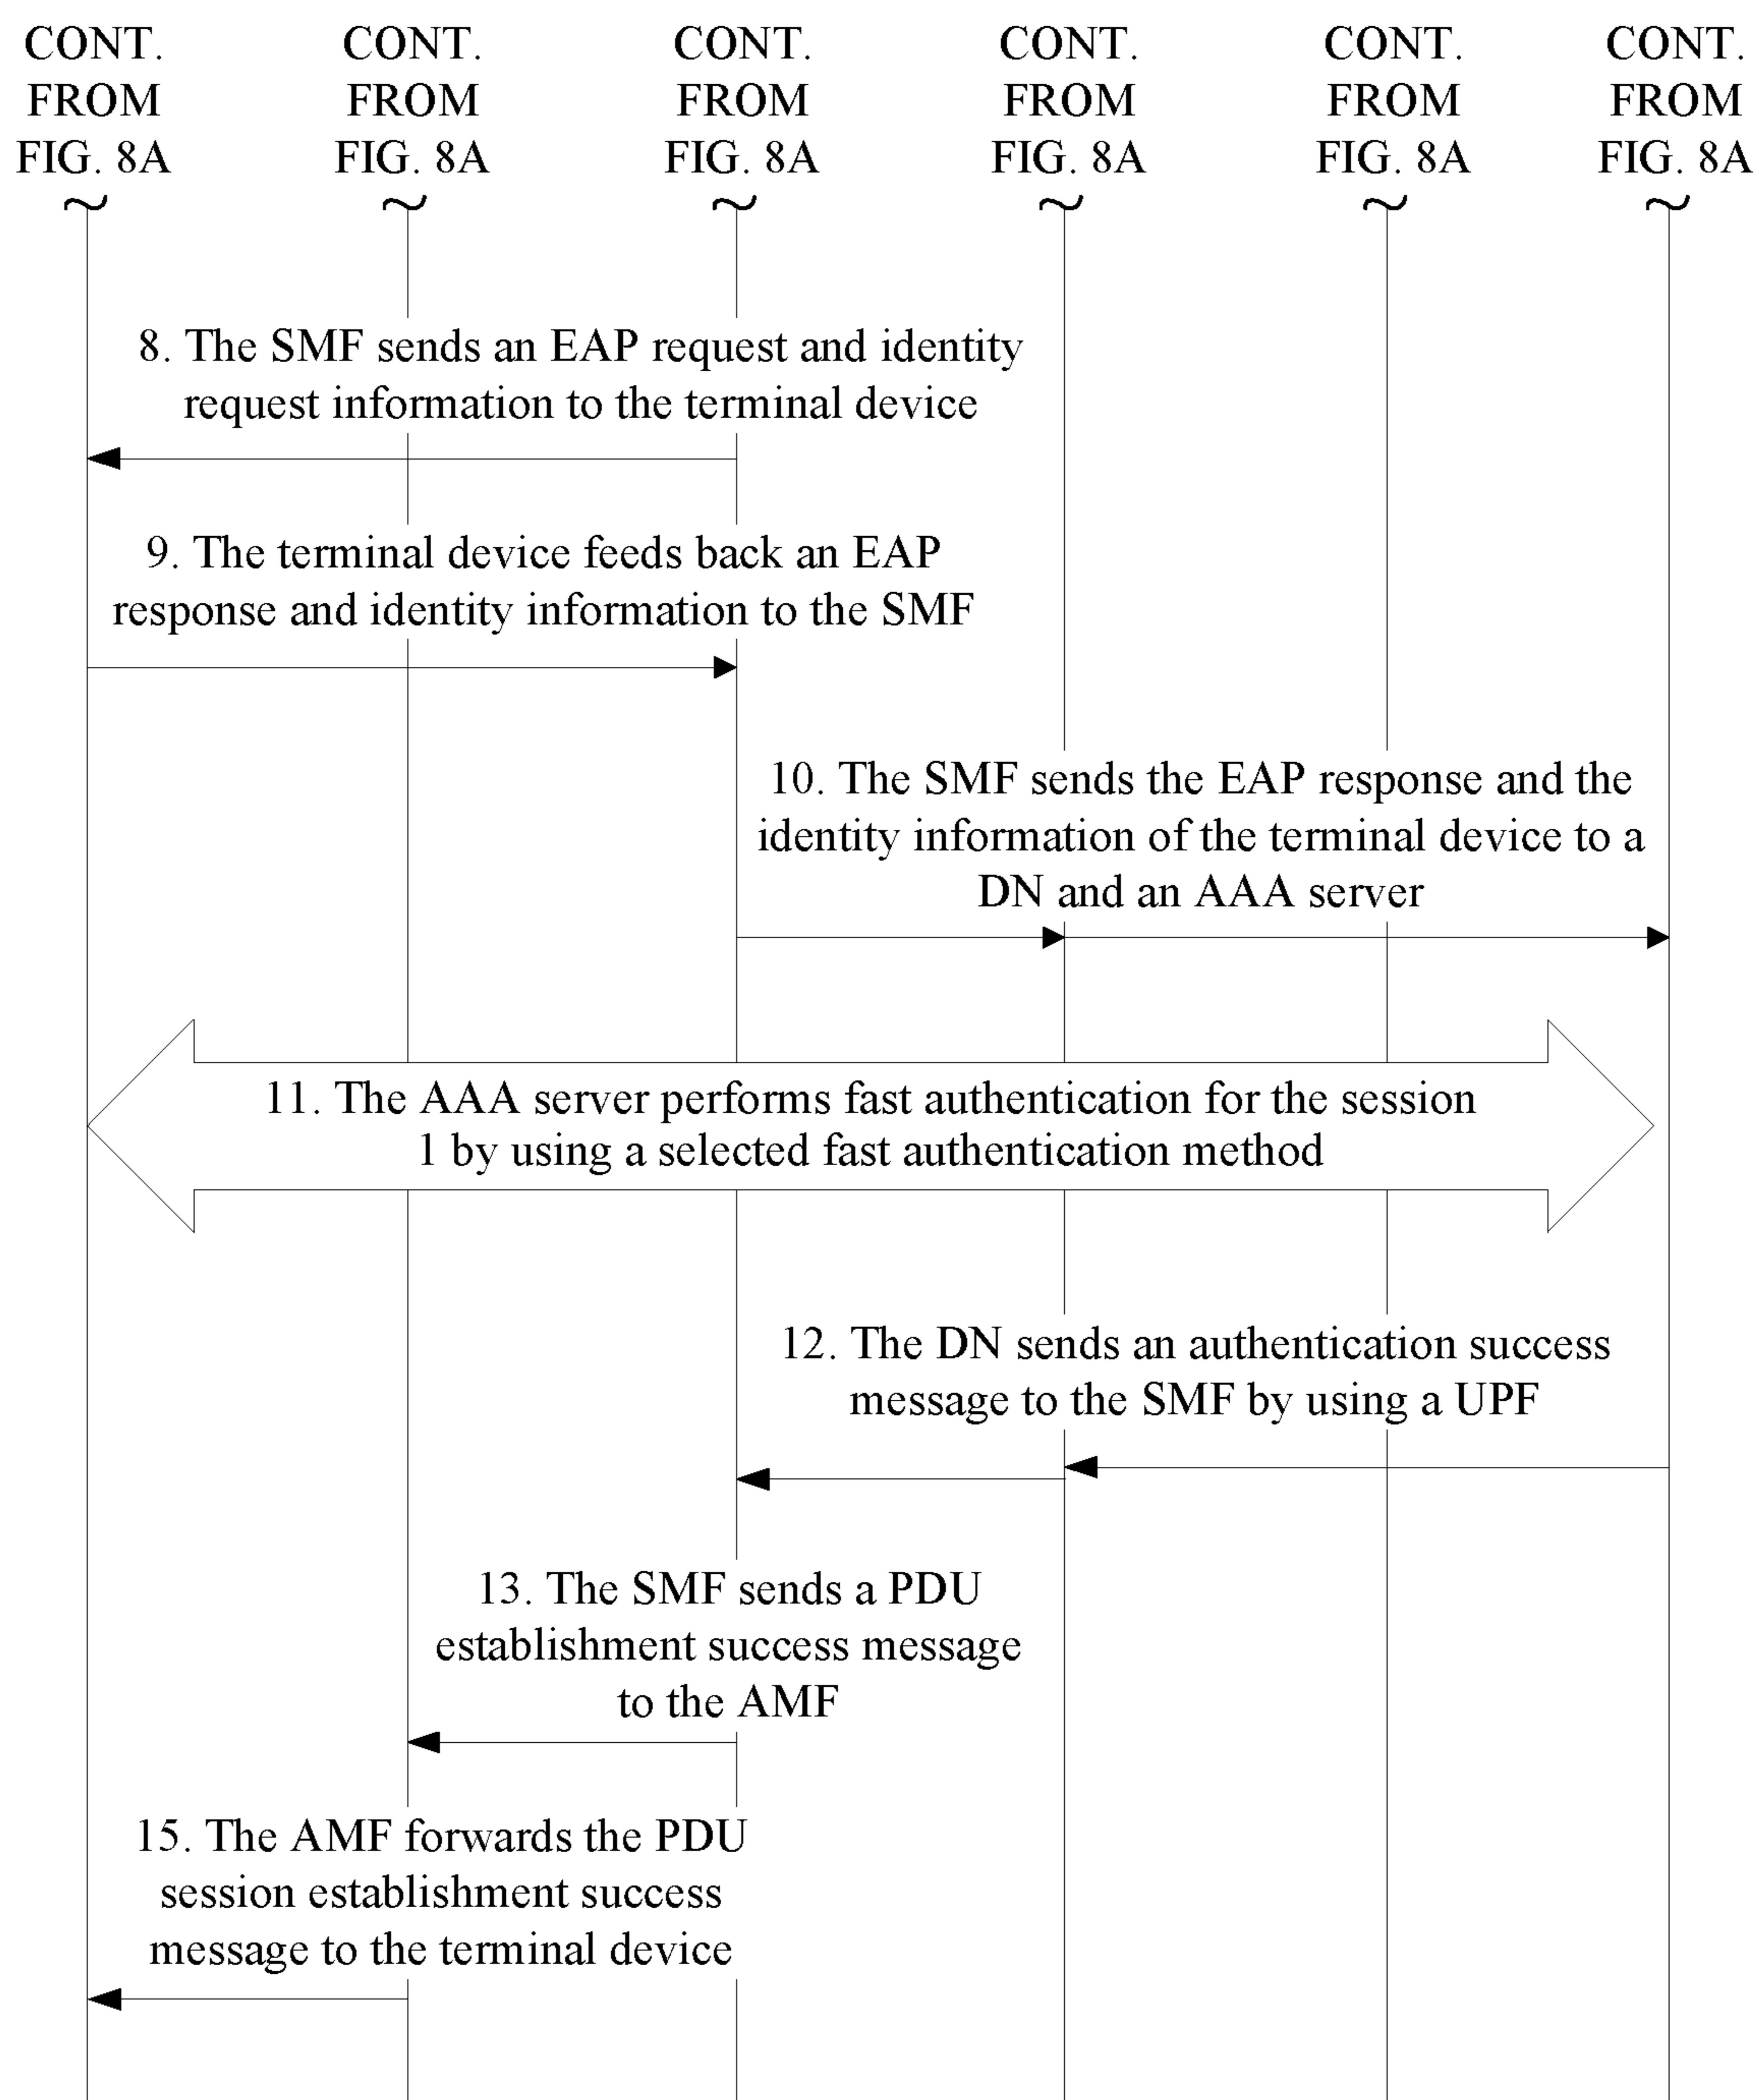 CONT. CONT. CONT. CONT. CONT. CONT.
FROM FROM FROM FROM FROM FROM
FIG. 8A FIG. 8A FIG. 8A FIG. 8A FIG. 8A FIG. 8A
8. The SMF sends an EAP request and identity
request information to the terminal device
9. The terminal device feeds back an EAP
response and identity information to the SMF
10. The SMF sends the EAP response and the
identity information of the terminal device to a
DN and an AAA server
11. The AAA server performs fast authentication for the session
1 by using a selected fast authentication method
12. The DN sends an authentication success
message to the SMF by using a UPF
13. The SMF sends a PDU
establishment success message
to the AMF
15. The AMF forwards the PDU
session establishment success
message to the terminal device